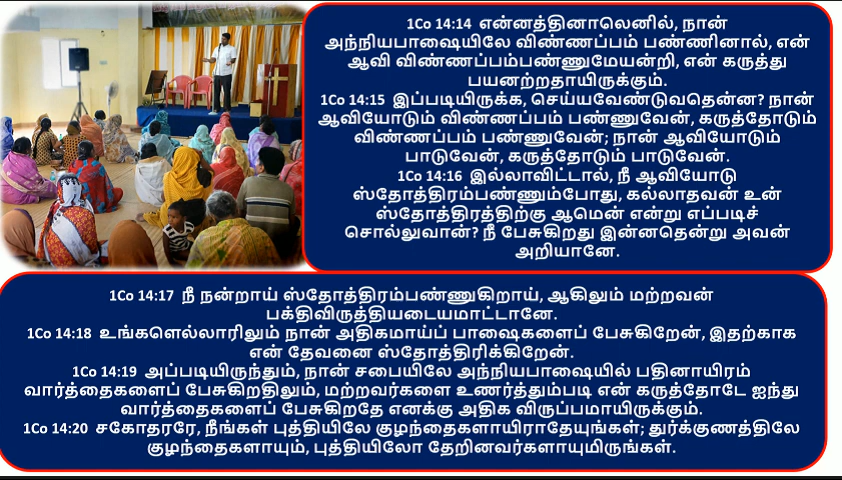 1Co 14:14 என்னத்தினாலெனில், நான்
அந்நியபாஷையிலே விண்ணப்பம் பண்ணினால், என்
ஆவி விண்ணப்பம்பண்ணுமேயன்றி, என் கருத்து
பயனற்றதாயிருக்கும்.
1Co 14:15 இப்படியிருக்க, செய்யவேண்டுவதென்ன? நான்
ஆவியோடும் விண்ணப்பம் பண்ணுவேன், கருத்தோடும்
விண்ணப்பம் பண்ணுவேன்; நான் ஆவியோடும்
பாடுவேன், கருத்தோடும் பாடுவேன்.
1Co 14:16 இல்லாவிட்டால், நீ ஆவியோடு
ஸ்தோத்திரம்பண்ணும்போது, கல்லாதவன் உன்
ஸ்தோத்திரத்திற்கு ஆமென் என்று எப்படிச்
சொல்லுவான்? நீ பேசுகிறது இன்னதென்று அவன்
அறியானே.
1Co 14:17 நீ நன்றாய் ஸ்தோத்திரம்பண்ணுகிறாய், ஆகிலும் மற்றவன்
பக்திவிருத்தியடையமாட்டானே.
1Co 14:18 உங்களெல்லாரிலும் நான் அதிகமாய்ப் பாஷைகளைப் பேசுகிறேன், இதற்காக
என் தேவனை ஸ்தோத்திரிக்கிறேன்.
1Co 14:19 அப்படியிருந்தும், நான் சபையிலே அந்நியபாஷையில் பதினாயிரம்
வார்த்தைகளைப் பேசுகிறதிலும், மற்றவர்களை உணர்த்தும்படி என் கருத்தோடே ஐந்து
வார்த்தைகளைப் பேசுகிறதே எனக்கு அதிக விருப்பமாயிருக்கும்.
1Co 14:20 சகோதரரே, நீங்கள் புத்தியிலே குழந்தைகளாயிராதேயுங்கள்; துர்க்குணத்திலே
குழந்தைகளாயும், புத்தியிலோ தேறினவர்களாயுமிருங்கள்.